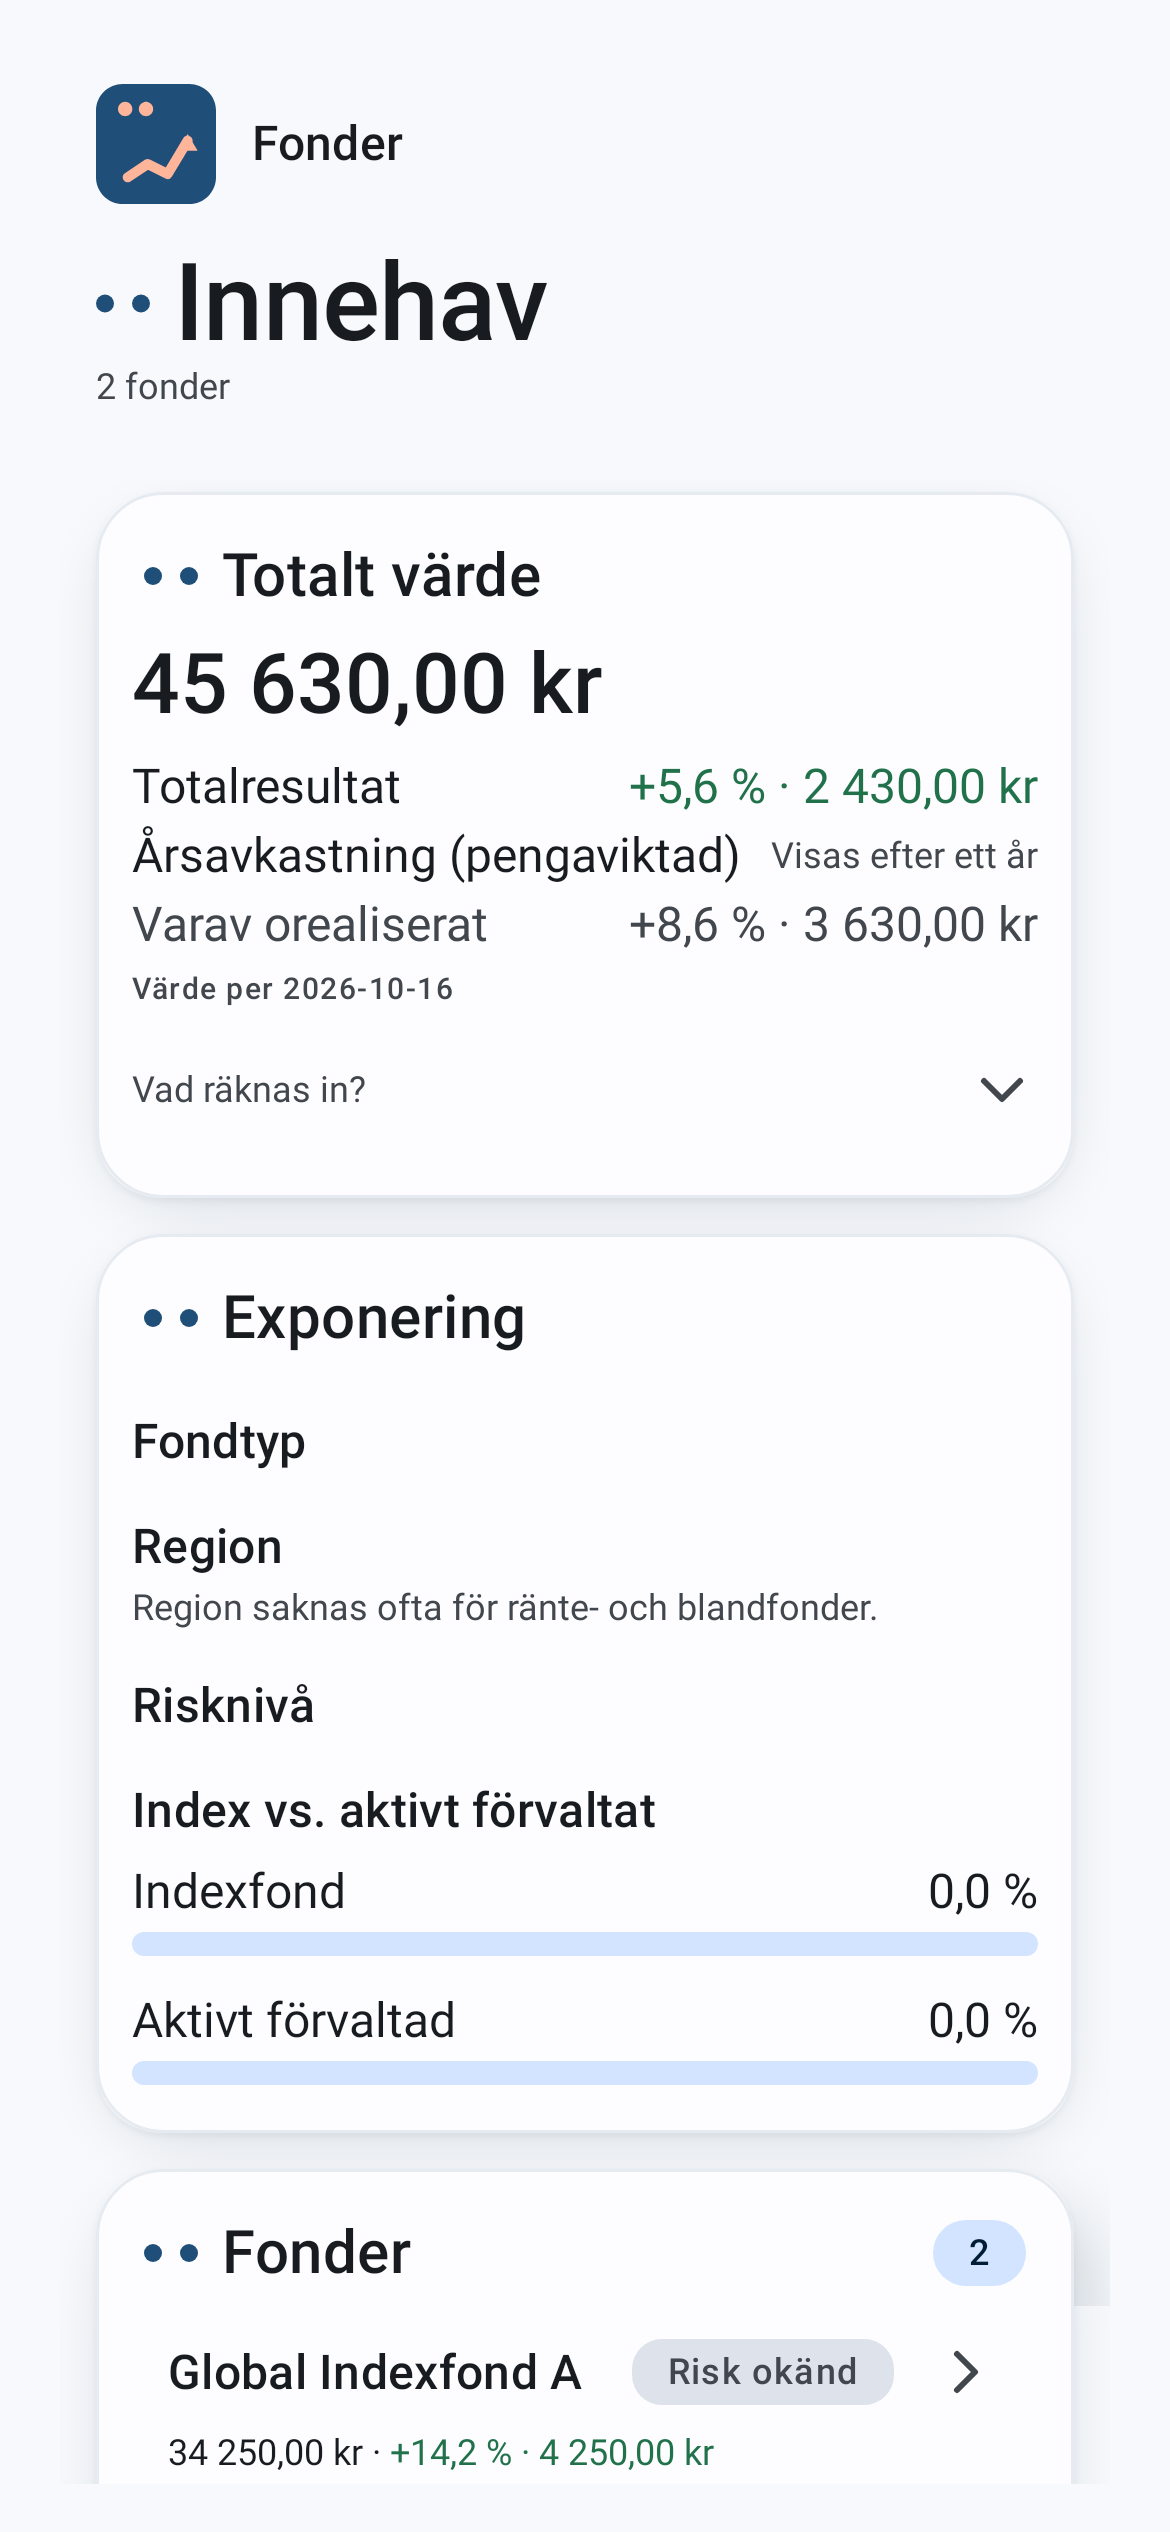 Fonder
Innehav
2 fonder
Totalt värde
45 630,00 kr
Totalresultat +5,6 % · 2 430,00 kr
Årsavkastning (pengaviktad) Visas efter ett år
Varav orealiserat +8,6 % · 3 630,00 kr
Värde per 2026-10-16
Vad räknas in?
Exponering
Fondtyp
Region
Region saknas ofta för ränte- och blandfonder.
Risknivå
Index vs. aktivt förvaltat
Indexfond 0,0 %
Aktivt förvaltad 0,0 %
Fonder 2
Global Indexfond A Risk okänd
34 250,00 kr · +14,2 % · 4 250,00 kr